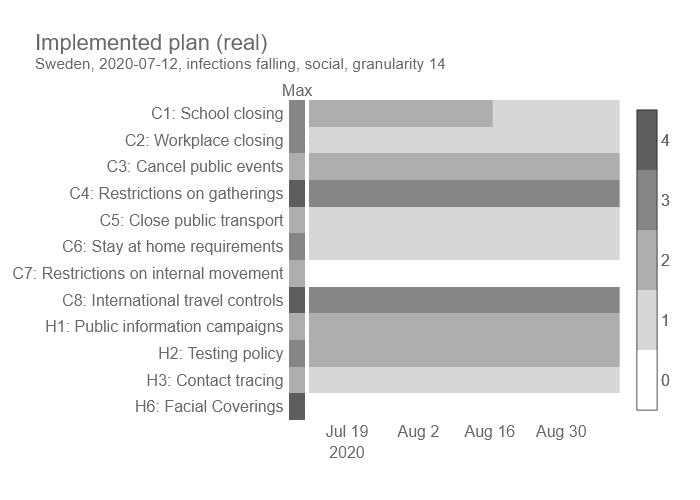 Implemented plan (real)
Sweden, 2020-07-12, infections falling, social, granularity 14
Max
C1: School closing
C2: Workplace closing
C3: Cancel public events
C4: Restrictions on gatherings
C5: Close public transport
C6: Stay at home requirements
C7: Restrictions on internal movement
C8: International travel controls
H1: Public information campaigns
H2: Testing policy
H3: Contact tracing
H6: Facial Coverings
Jul 19 Aug 2 Aug 16 Aug 30
2020
4
3
2
1
0